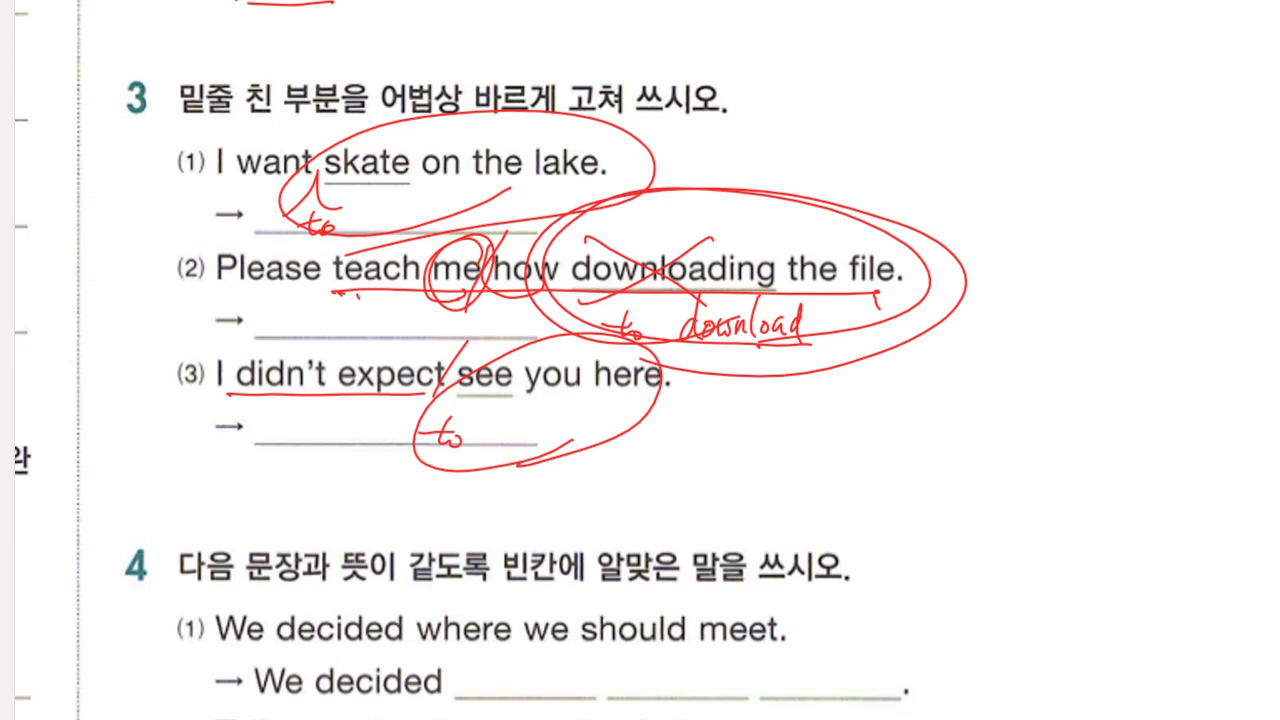 3 밑줄 친 부분을 어법상 바르게 고쳐 쓰시오.
(1) I want skate on the lake.
→ to
(2) Please teach me how downloading the file.
→ to download
(3) I didn't expect see you here.
→ to
4 다음 문장과 뜻이 같도록 빈칸에 알맞은 말을 쓰시오.
(1) We decided where we should meet.
→ We decided